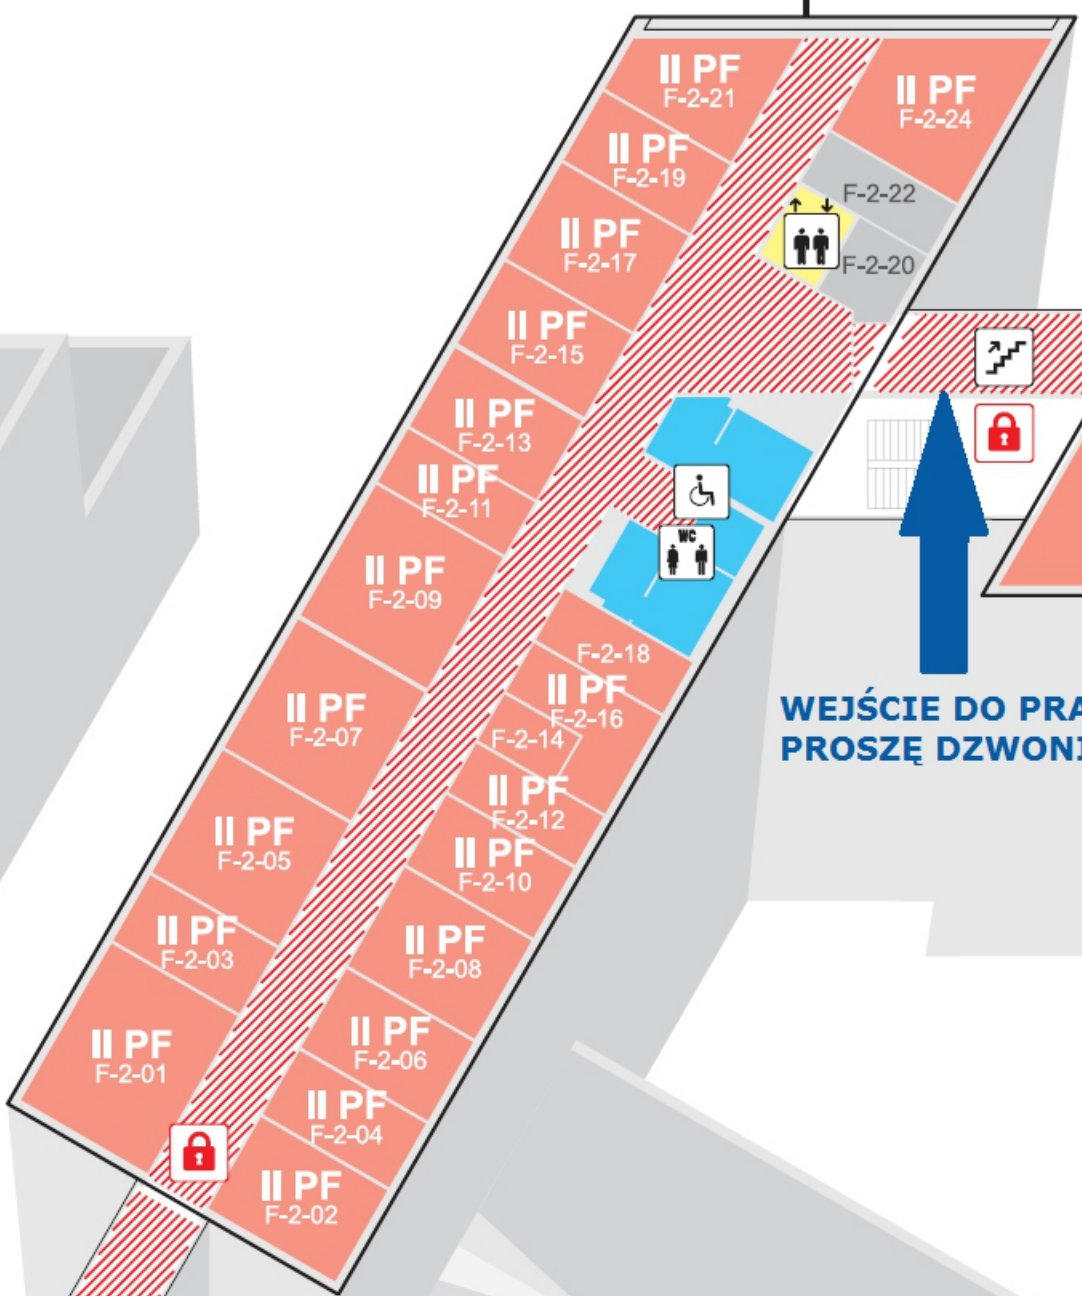 II PF
F-2-21
II PF
F-2-24
II PF
F-2-19
F-2-22
II PF
F-2-17
F-2-20
II PF
F-2-15
II PF
F-2-13
II PF
F-2-11
WC
II PF
F-2-09
F-2-18
II PF
F-2-16
II PF
F-2-07
F-2-14
WEJŚCIE DO PRA
PROSZĘ DZWONI
II PF
F-2-12
II PF
F-2-05
II PF
F-2-10
II PF
F-2-03
II PF
F-2-08
II PF
F-2-01
II PF
F-2-06
II PF
F-2-04
II PF
F-2-02